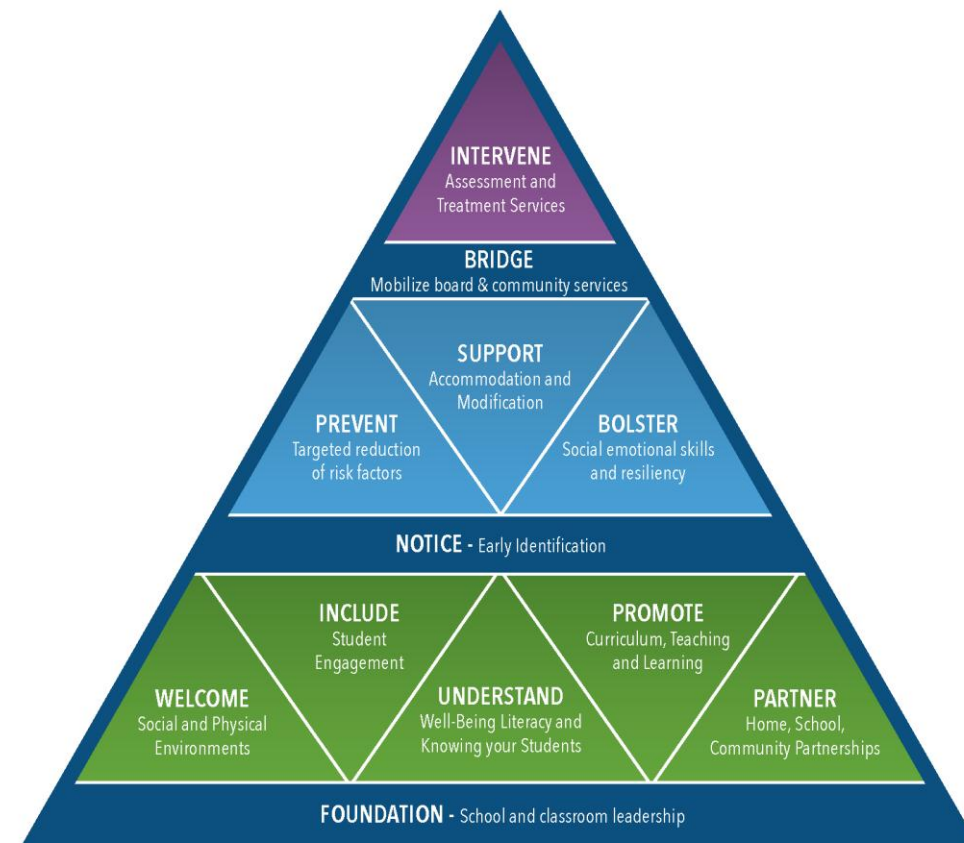 INTERVENE
Assessment and
Treatment Services
BRIDGE
Mobilize board & community services
SUPPORT
Accommodation and
Modification
PREVENT
Targeted reduction
of risk factors
BOLSTER
Social emotional skills
and resiliency
NOTICE - Early Identification
INCLUDE
Student
Engagement
PROMOTE
Curriculum, Teaching
and Learning
WELCOME
Social and Physical
Environments
UNDERSTAND
Well-Being Literacy and
Knowing your Students
PARTNER
Home, School,
Community Partnerships
FOUNDATION - School and classroom leadership